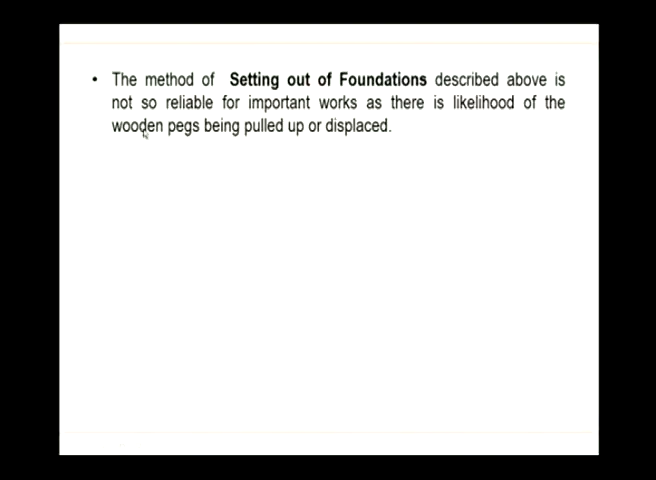 • The method of Setting out of Foundations described above is
not so reliable for important works as there is likelihood of the
wooden pegs being pulled up or displaced.